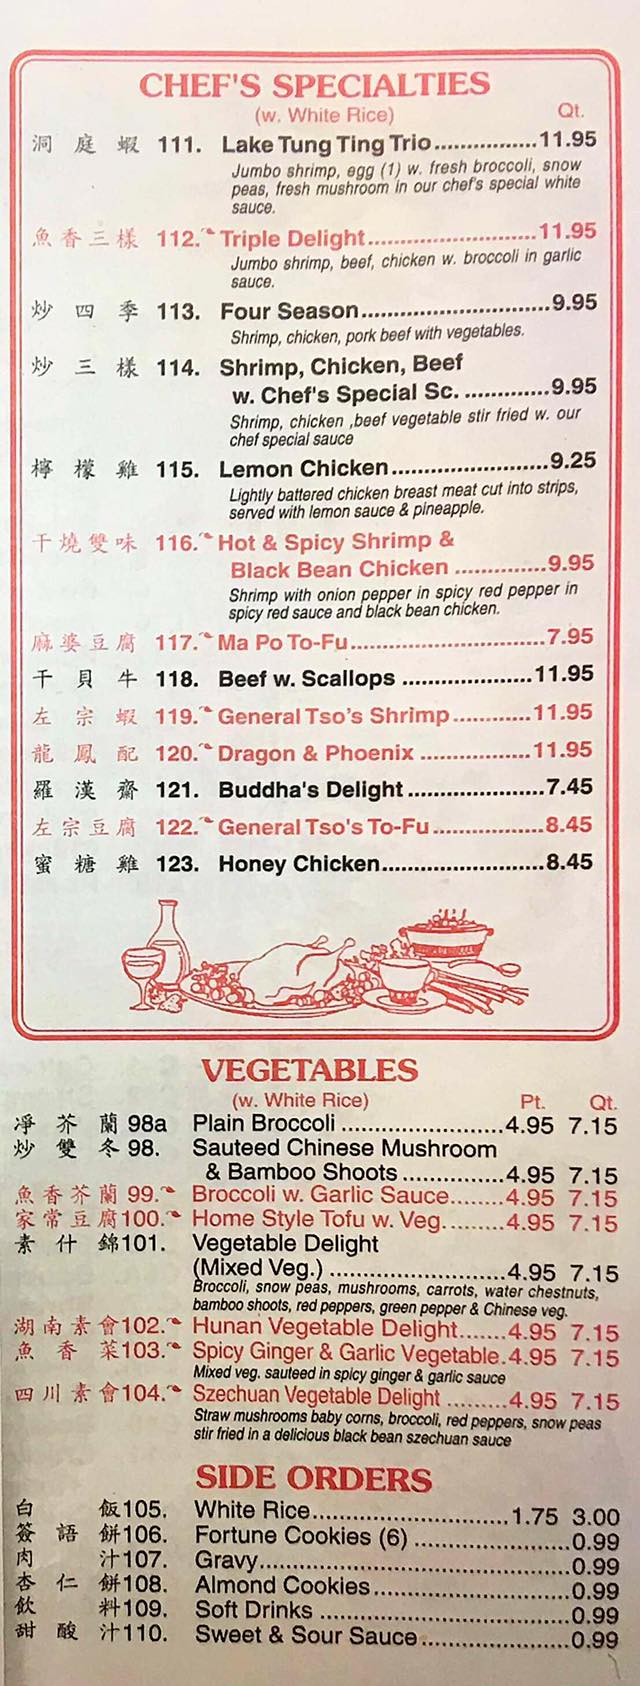 CHEF'S SPECIALTIES
(w. White Rice) Qt.
洞庭蝦 111. Lake Tung Ting Trio.................11.95
Jumbo shrimp, egg (1) w. fresh broccoli, snow
peas, fresh mushroom in our chef's special white
sauce.
魚香三樣 112. Triple Delight............................11.95
Jumbo shrimp, beef, chicken w. broccoli in garlic
sauce.
炒四季 113. Four Season...............................9.95
Shrimp, chicken, pork beef with vegetables.
炒三樣 114. Shrimp, Chicken, Beef
w. Chef's Special Sc. .............9.95
Shrimp, chicken ,beef vegetable stir fried w. our
chef special sauce
檸檬雞 115. Lemon Chicken..........................9.25
Lightly battered chicken breast meat cut into strips,
served with lemon sauce & pineapple.
干燒雙味 116. Hot & Spicy Shrimp &
Black Bean Chicken ...............9.95
Shrimp with onion pepper in spicy red pepper in
spicy red sauce and black bean chicken.
麻婆豆腐 117. Ma Po To-Fu................................7.95
干貝牛 118. Beef w. Scallops .....................11.95
左宗蝦 119. General Tso's Shrimp............11.95
龍鳳配 120. Dragon & Phoenix .................11.95
羅漢齋 121. Buddha's Delight......................7.45
左宗豆腐 122. General Tso's To-Fu.................8.45
蜜糖雞 123. Honey Chicken..........................8.45
VEGETABLES
(w. White Rice) Pt. Qt.
凈芥蘭 98a Plain Broccoli .........................4.95 7.15
炒雙冬 98. Sauteed Chinese Mushroom
& Bamboo Shoots ................4.95 7.15
魚香芥蘭 99. Broccoli w. Garlic Sauce.......4.95 7.15
家常豆腐 100. Home Style Tofu w. Veg. .........4.95 7.15
素什錦 101. Vegetable Delight
(Mixed Veg.) ...........................4.95 7.15
Broccoli, snow peas, mushrooms, carrots, water chestnuts,
bamboo shoots, red peppers, green pepper & Chinese veg.
湖南素會 102. Hunan Vegetable Delight.......4.95 7.15
魚香菜 103. Spicy Ginger & Garlic Vegetable.4.95 7.15
Mixed veg. sauteed in spicy ginger & garlic sauce
四川素會 104. Szechuan Vegetable Delight .........4.95 7.15
Straw mushrooms baby corns, broccoli, red peppers, snow peas
stir fried in a delicious black bean szechuan sauce
SIDE ORDERS
白飯 105. White Rice..............................1.75 3.00
簽語餅 106. Fortune Cookies (6) .......................0.99
肉汁 107. Gravy...............................................0.99
杏仁餅 108. Almond Cookies.............................0.99
飲料 109. Soft Drinks ....................................0.99
甜酸汁 110. Sweet & Sour Sauce......................0.99